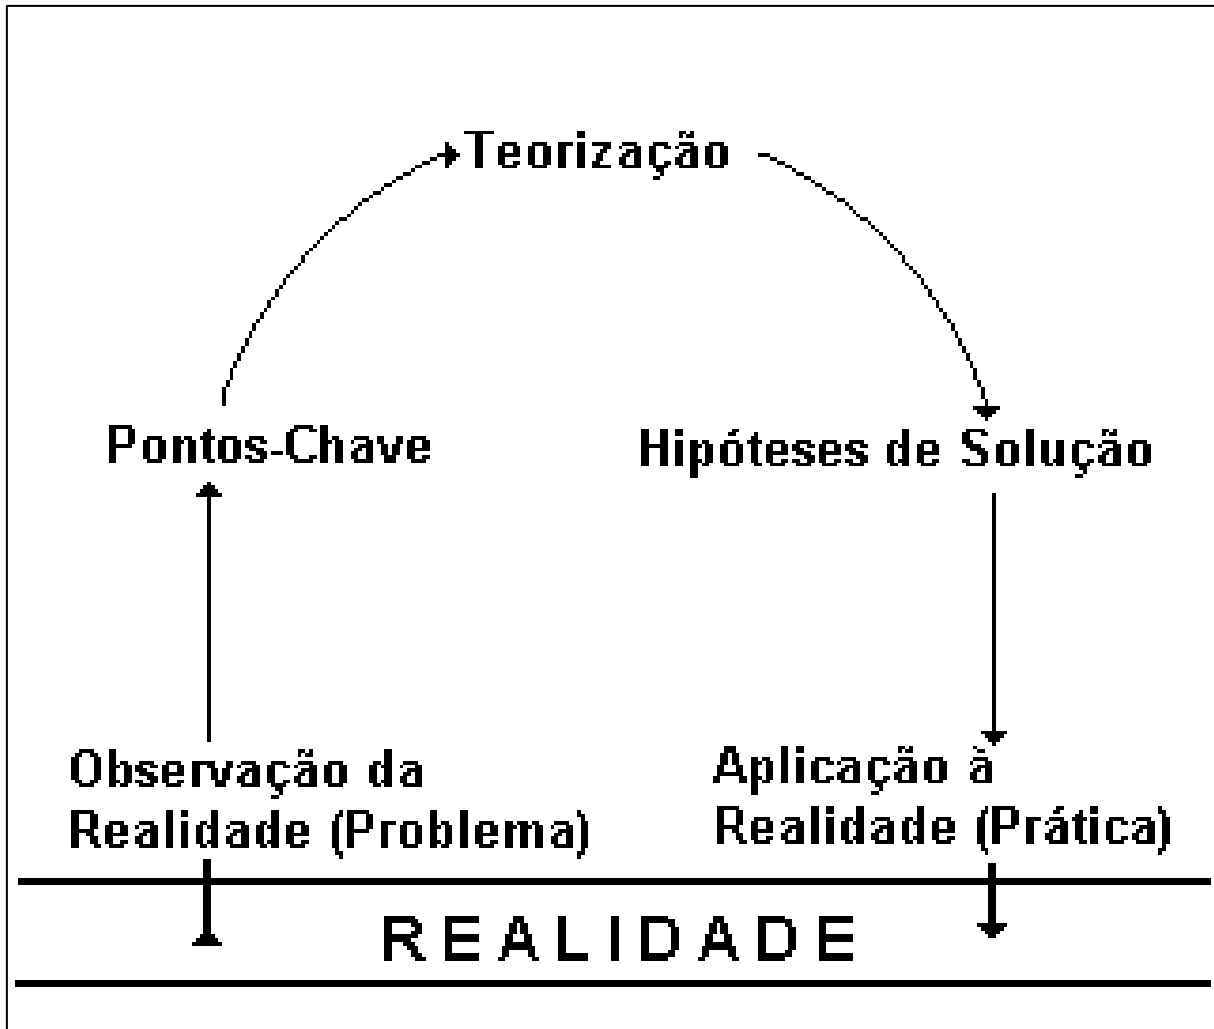 Teorização
Pontos-Chave
Hipóteses de Solução
Observação da
Realidade (Problema)
Aplicação à
Realidade (Prática)
REALIDADE